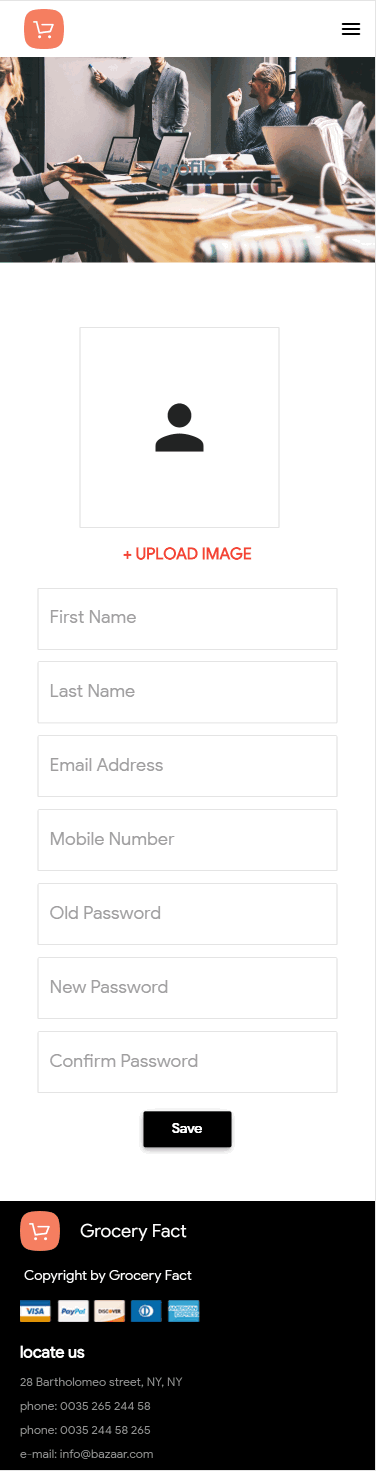 profile
+ UPLOAD IMAGE
First Name
Last Name
Email Address
Mobile Number
Old Password
New Password
Confirm Password
Save
Grocery Fact
Copyright by Grocery Fact
VISA PayPal DISCOVER AMERICAN EXPRESS
locate us
28 Bartholomeo street, NY, NY
phone: 0035 265 244 58
phone: 0035 244 58 265
e-mail: info@bazaar.com